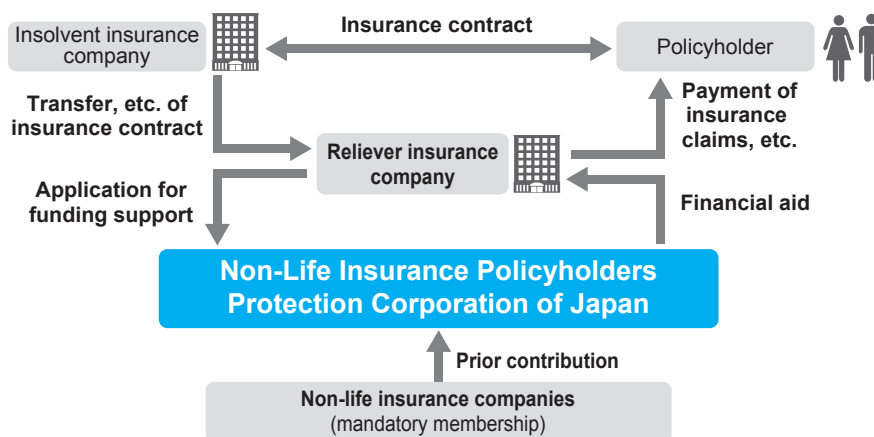 Insolvent insurance
company
Insurance contract
Policyholder
Transfer, etc. of
insurance contract
Payment of
insurance
claims, etc.
Reliever insurance
company
Application for
funding support
Financial aid
Non-Life Insurance Policyholders
Protection Corporation of Japan
Prior contribution
Non-life insurance companies
(mandatory membership)